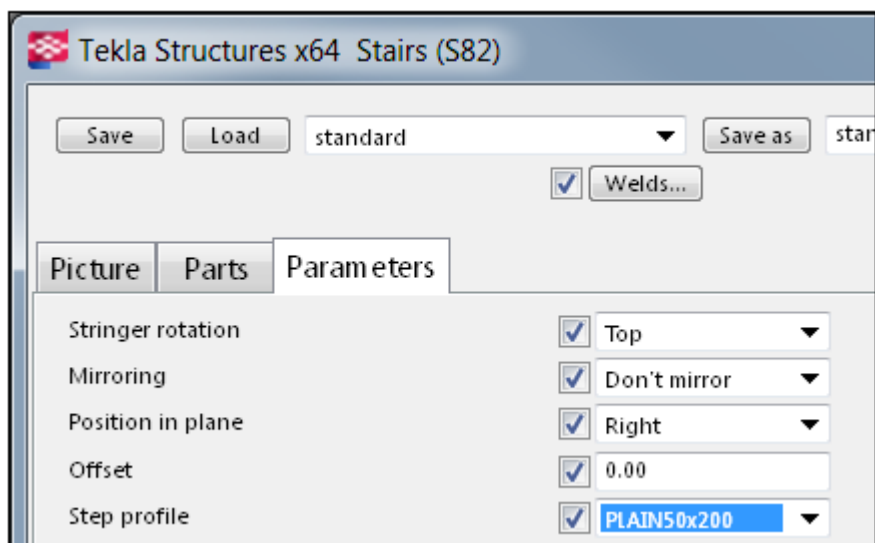 Tekla Structures x64 Stairs (S82)
Save Load standard Save as
Welds...
Picture Parts Parameters
Stringer rotation Top
Mirroring Don't mirror
Position in plane Right
Offset 0.00
Step profile PLAIN50x200